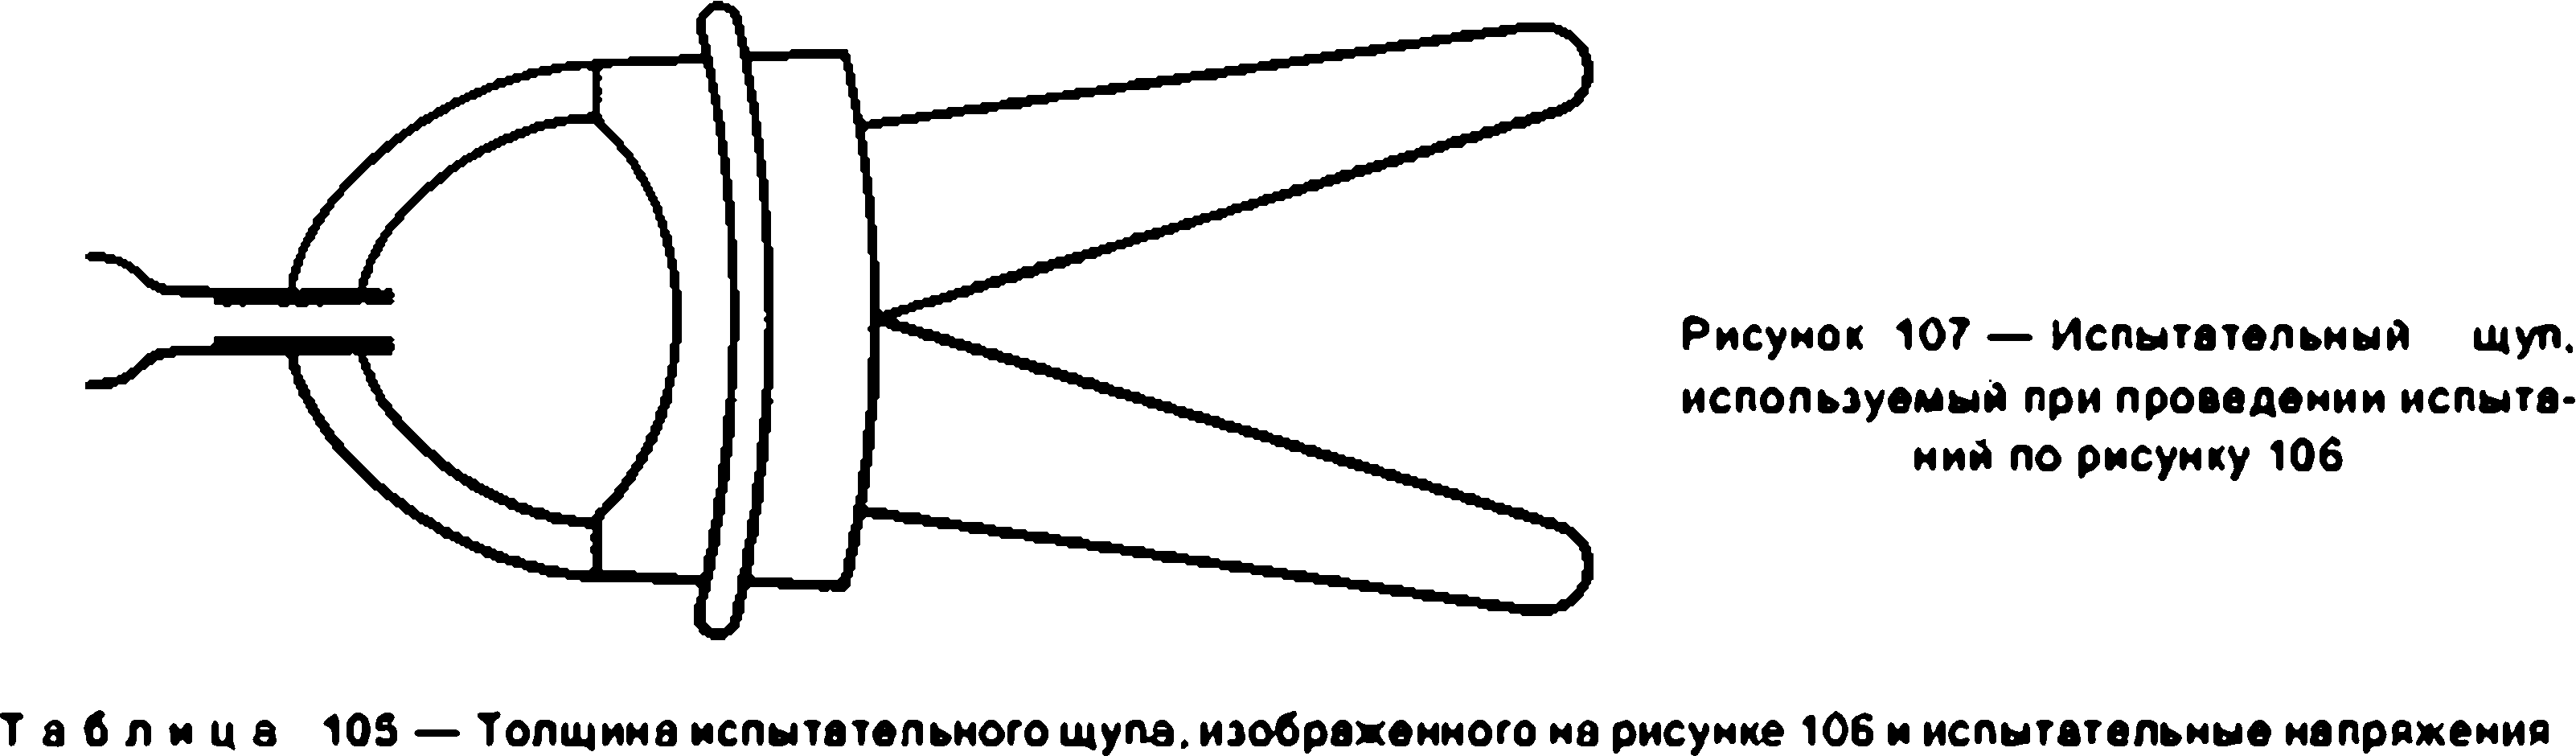 Рисунок 107 — Испытательный щуп,
используемый при проведении испыта-
ний по рисунку 106
Таблица 105 — Толщина испытательного щупа, изображенного на рисунке 106 и испытательные напряжения